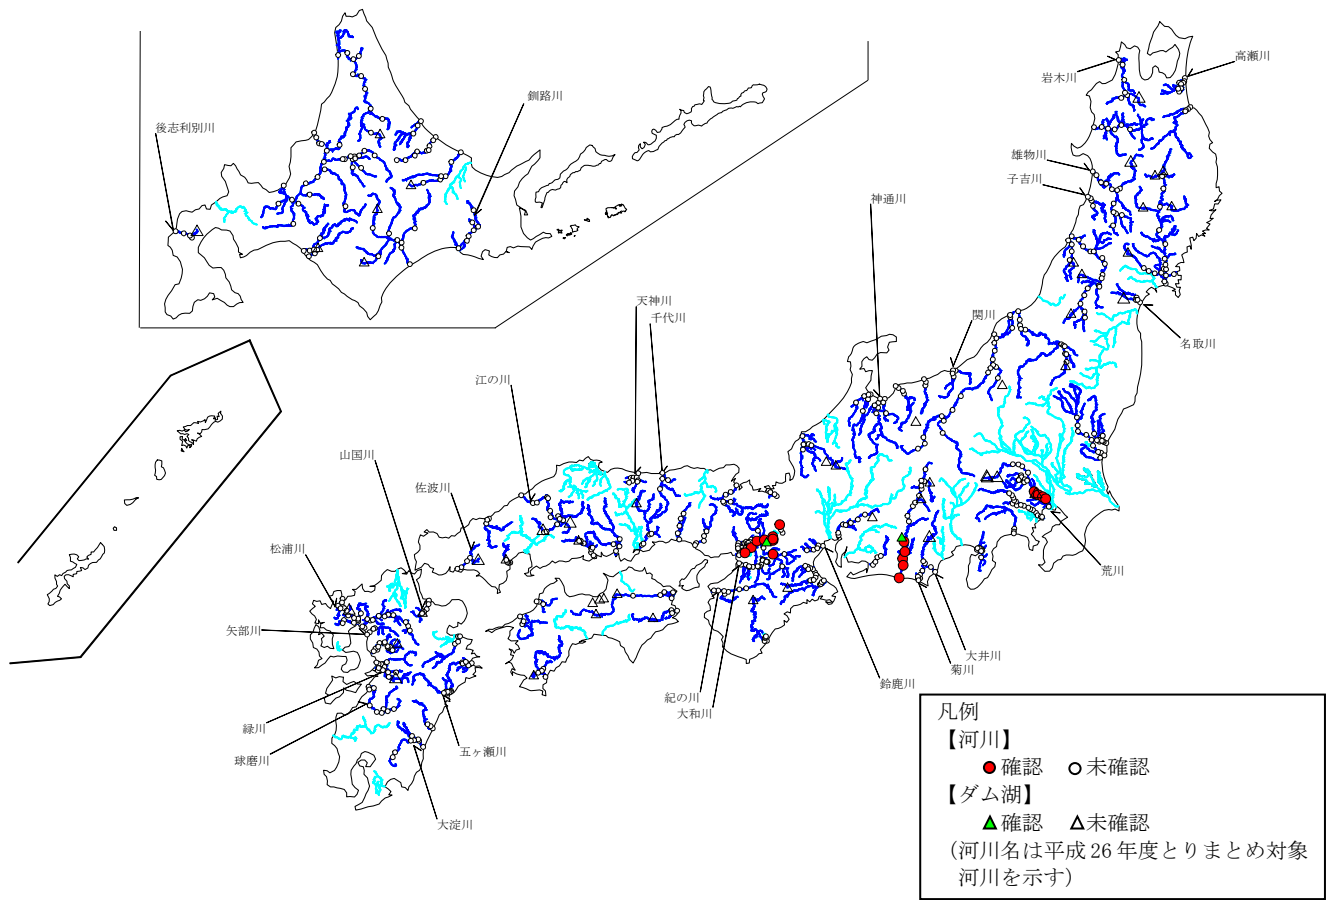 後志利別川
釧路川
岩木川
高瀬川
雄物川
子吉川
神通川
天神川
千代川
関川
名取川
江の川
山国川
佐波川
松浦川
矢部川
荒川
大井川
菊川
鈴鹿川
紀の川
大和川
緑川
球磨川
五ヶ瀬川
大淀川
凡例
【河川】
確認 未確認
【ダム湖】
確認 未確認
（河川名は平成 26 年度とりまとめ対象
河川を示す）